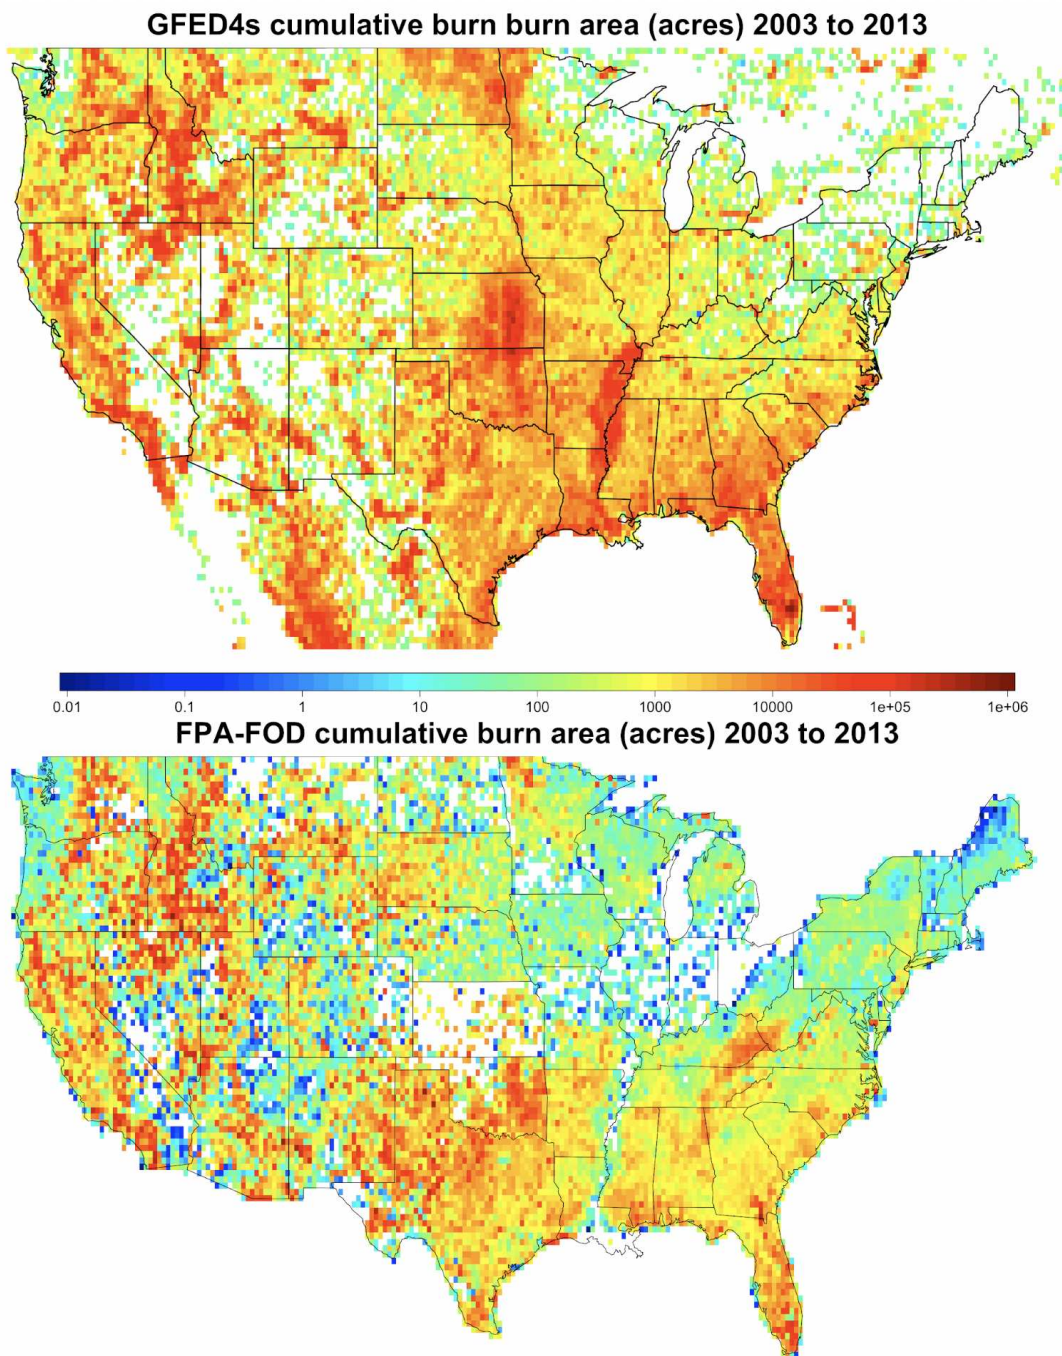 GFED4s cumulative burn burn area (acres) 2003 to 2013
0.01 0.1 1 10 100 1000 10000 1e+05 1e+06
FPA-FOD cumulative burn area (acres) 2003 to 2013